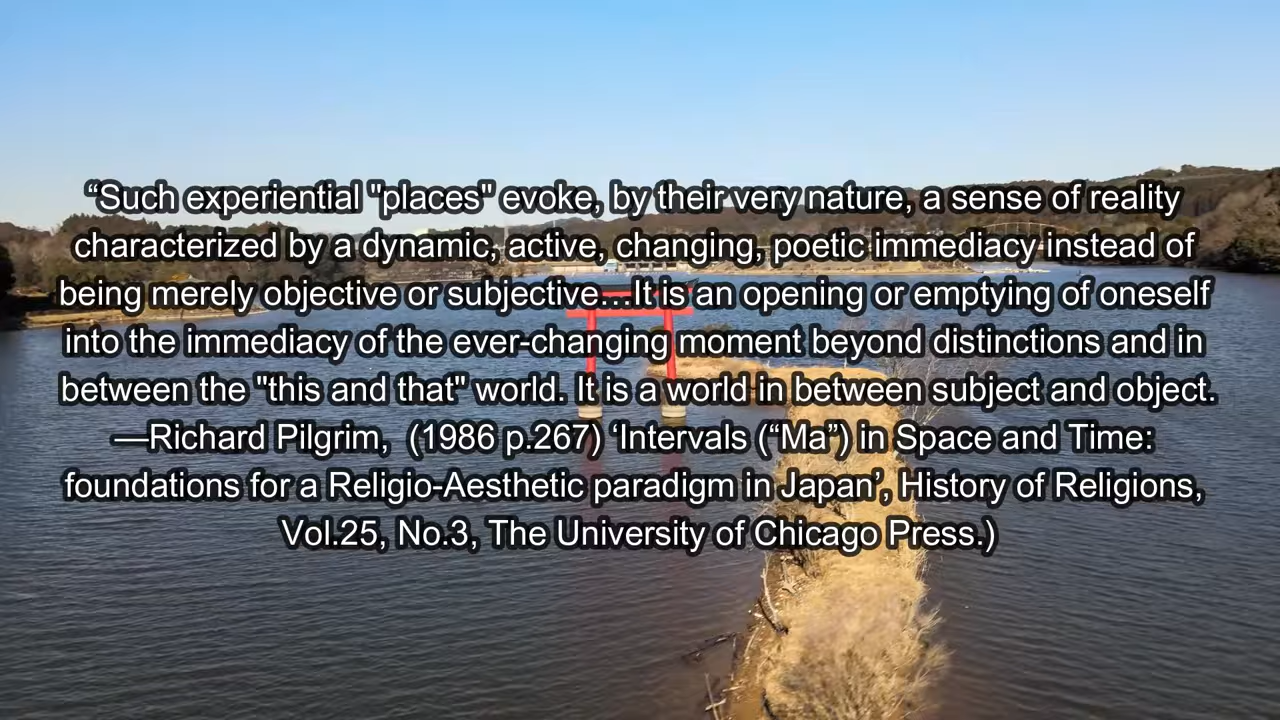 “Such experiential "places" evoke, by their very nature, a sense of reality
characterized by a dynamic, active, changing, poetic immediacy instead of
being merely objective or subjective…It is an opening or emptying of oneself
into the immediacy of the ever-changing moment beyond distinctions and in
between the "this and that" world. It is a world in between subject and object.
—Richard Pilgrim,  (1986 p.267) ‘Intervals (“Ma”) in Space and Time:
foundations for a Religio-Aesthetic paradigm in Japan’, History of Religions,
Vol.25, No.3, The University of Chicago Press.)